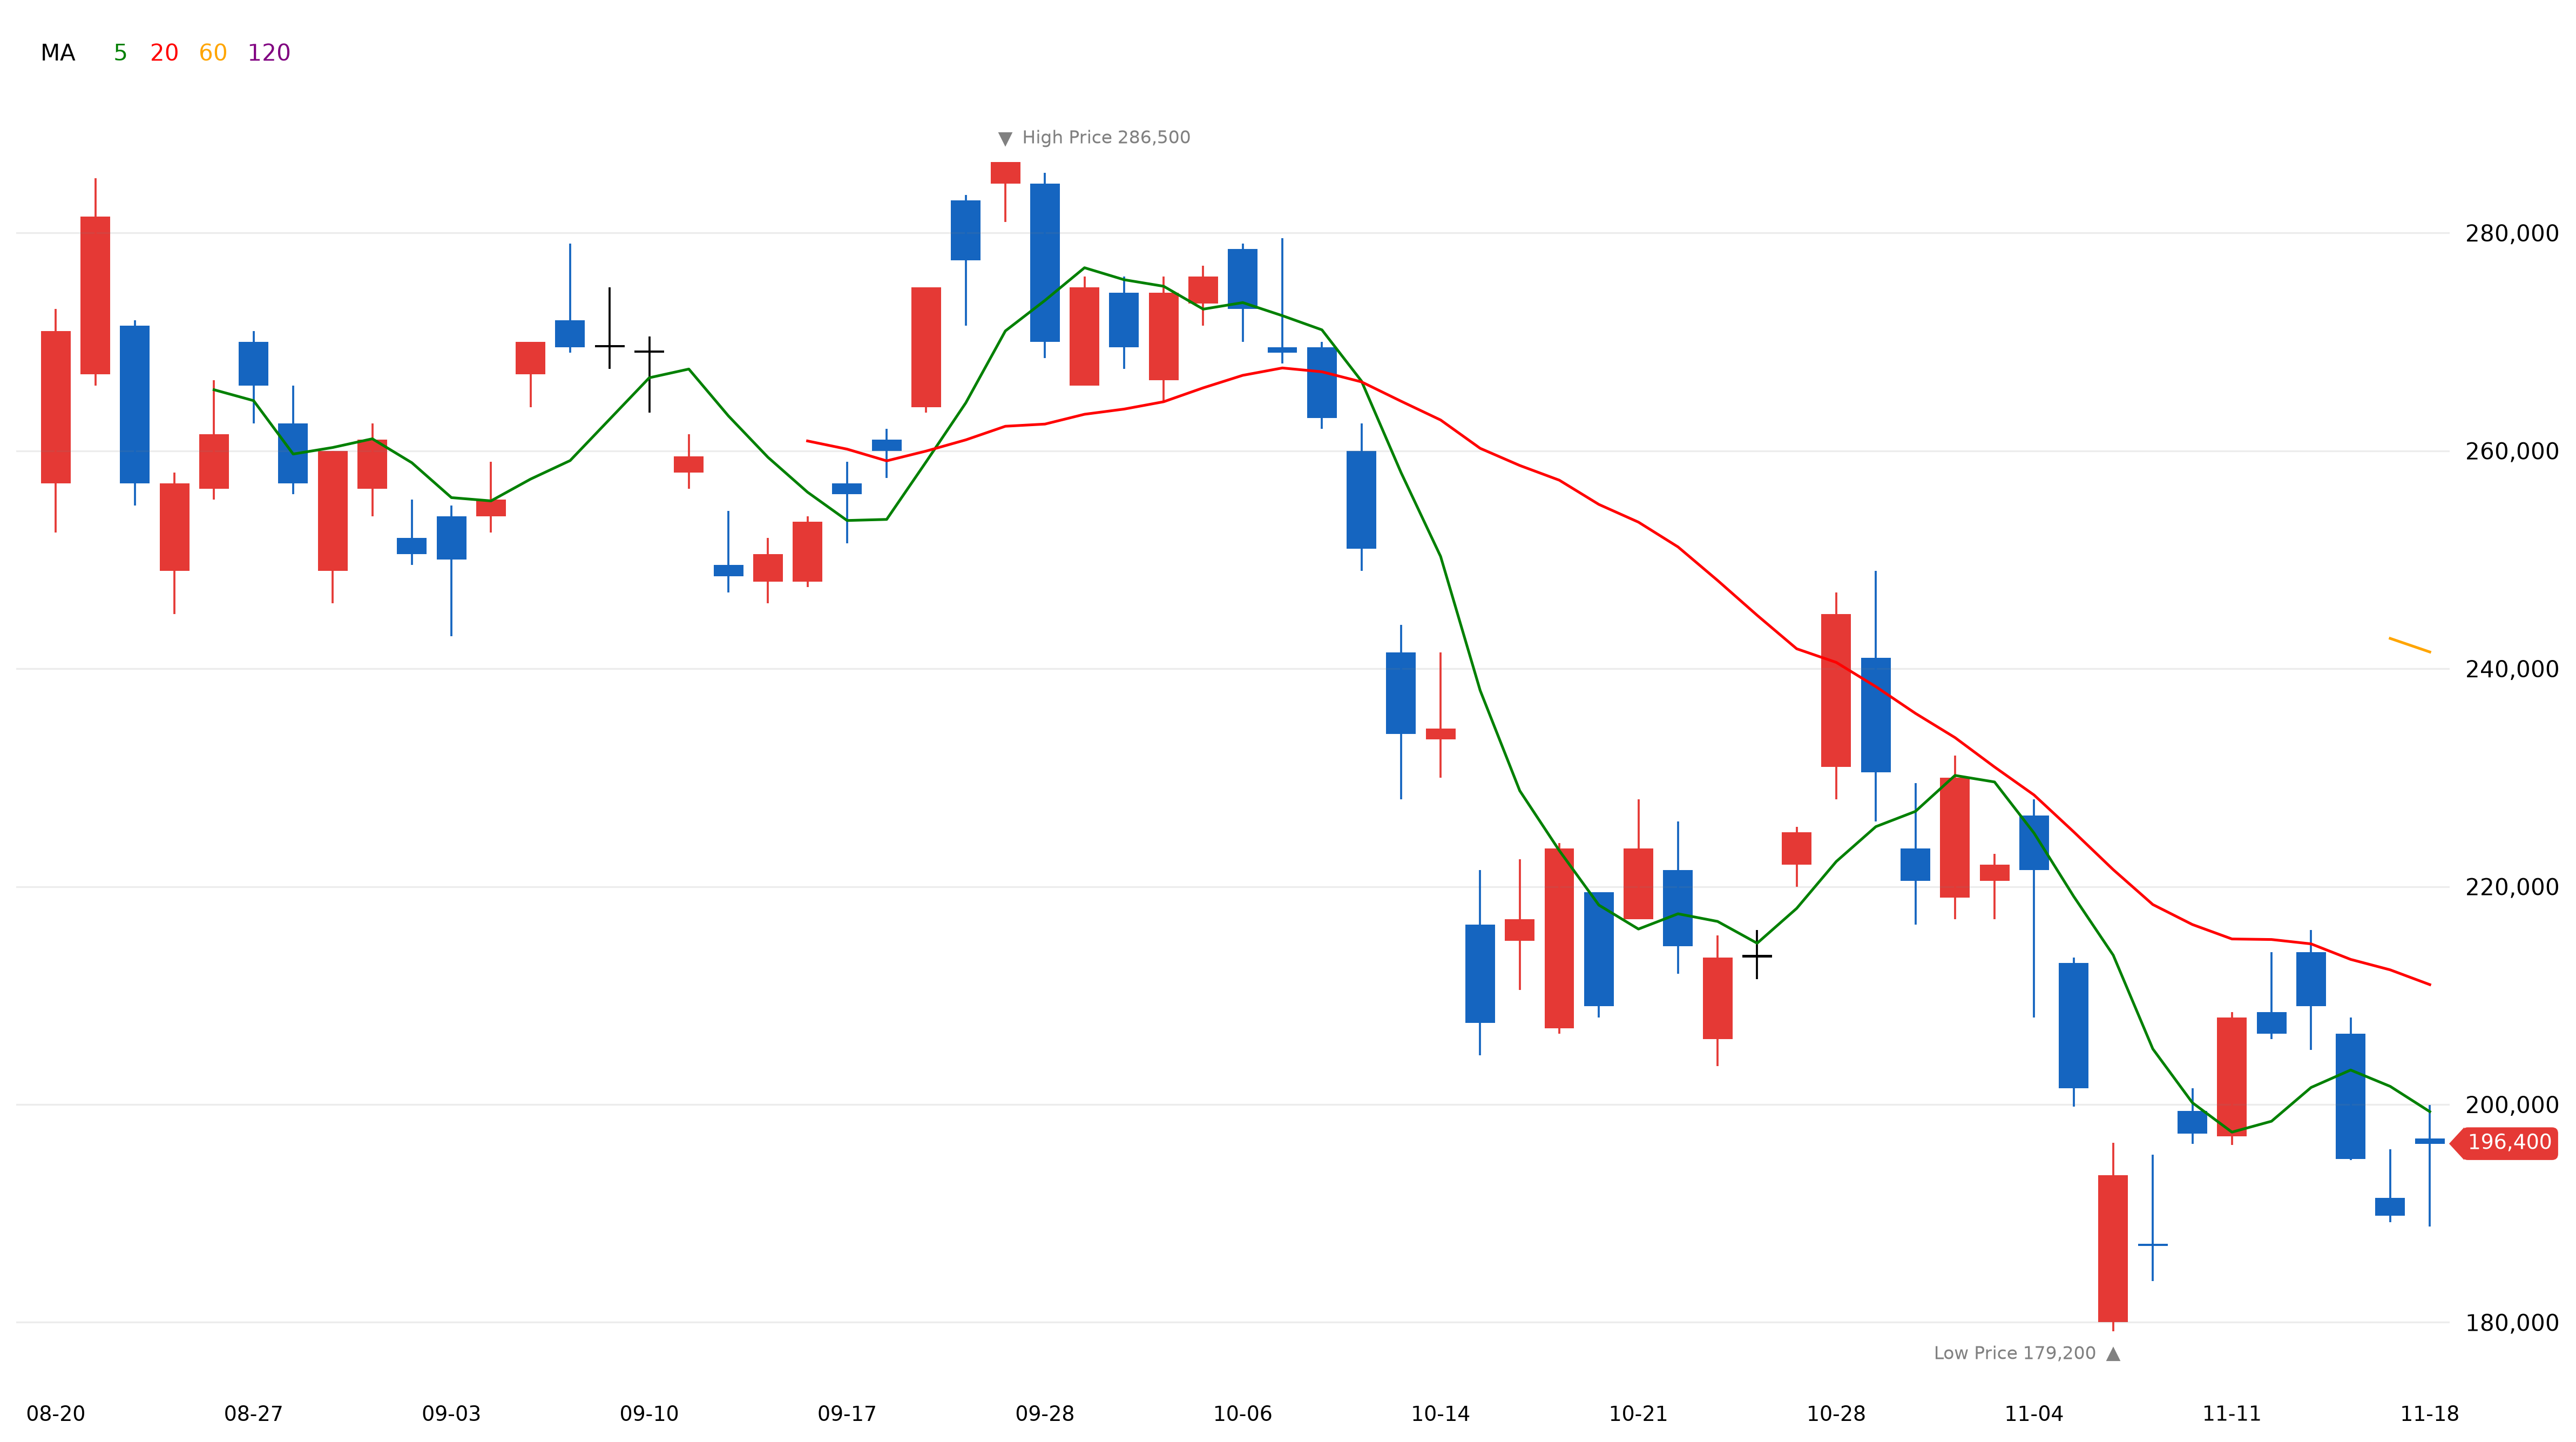 MA 5 20 60 120
▼ High Price 286,500
280,000
260,000
240,000
220,000
200,000
196,400
180,000
Low Price 179,200 ▲
08-20 08-27 09-03 09-10 09-17 09-28 10-06 10-14 10-21 10-28 11-04 11-11 11-18